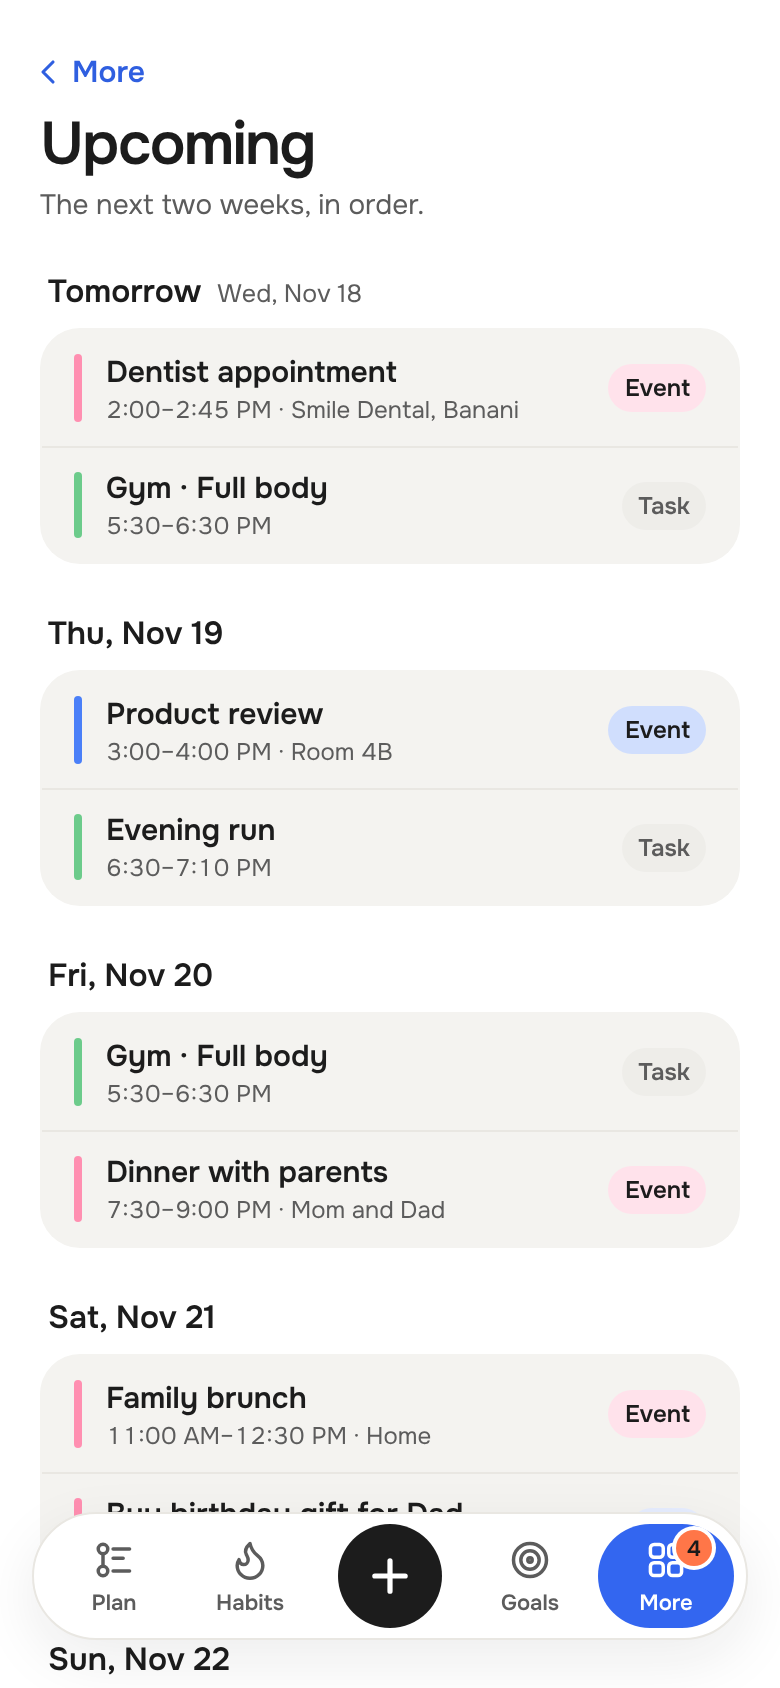 More
Upcoming
The next two weeks, in order.
Tomorrow Wed, Nov 18
Dentist appointment
2:00–2:45 PM · Smile Dental, Banani
Event
Gym · Full body
5:30–6:30 PM
Task
Thu, Nov 19
Product review
3:00–4:00 PM · Room 4B
Event
Evening run
6:30–7:10 PM
Task
Fri, Nov 20
Gym · Full body
5:30–6:30 PM
Task
Dinner with parents
7:30–9:00 PM · Mom and Dad
Event
Sat, Nov 21
Family brunch
11:00 AM–12:30 PM · Home
Event
Buy birthday gift for Dad
Plan
Habits
Goals
More
4
Sun, Nov 22